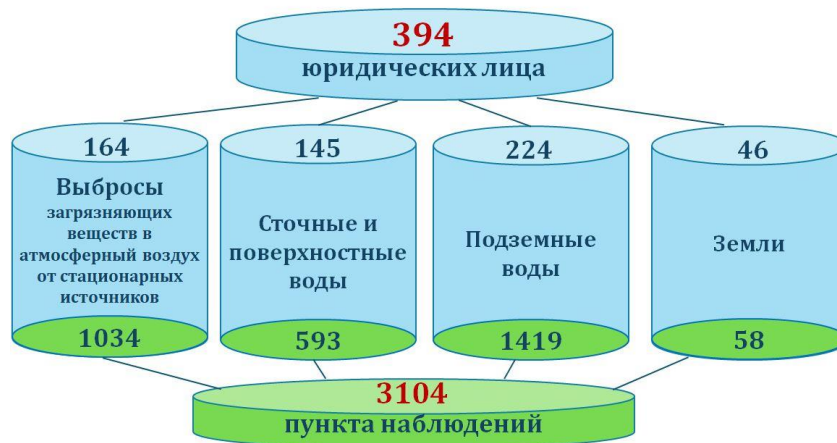 394
юридических лица
164
Выбросы
загрязняющих
веществ в
атмосферный воздух
от стационарных
источников
1034
145
Сточные и
поверхностные
воды
593
224
Подземные
воды
1419
46
Земли
58
3104
пункта наблюдений